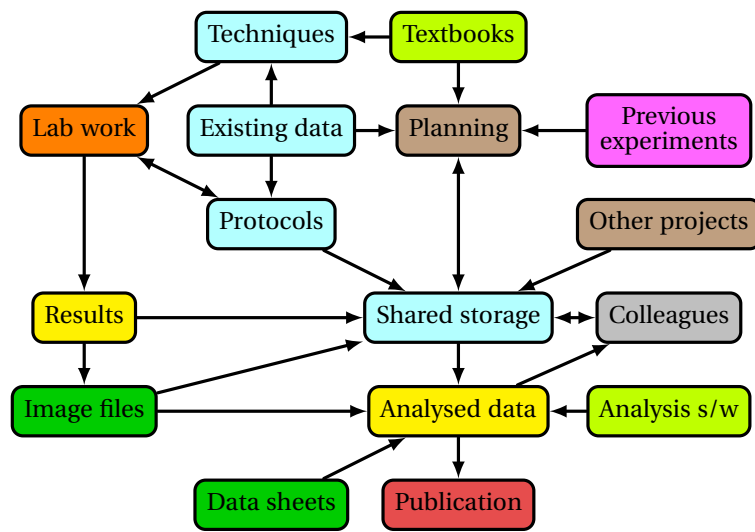 Techniques
Textbooks
Lab work
Existing data
Planning
Previous
experiments
Protocols
Other projects
Results
Shared storage
Colleagues
Image files
Analysed data
Analysis s/w
Data sheets
Publication